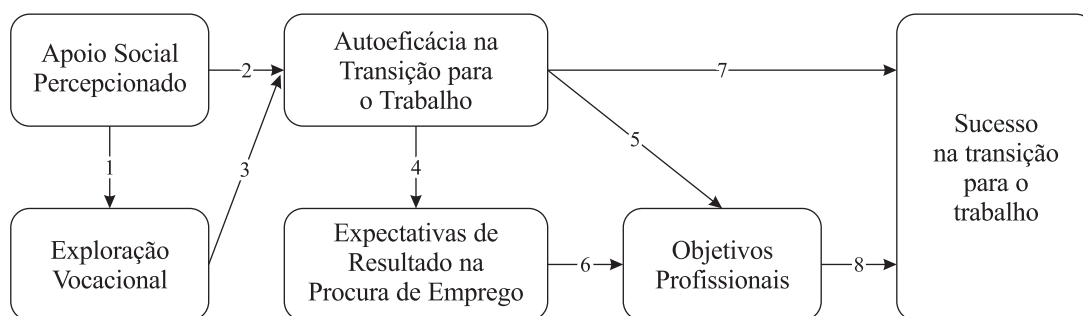 Apoio Social
Percepcionado
2
Autoeficácia na
Transição para
o Trabalho
7
1
3
4
5
Exploração
Vocacional
Expectativas de
Resultado na
Procura de Emprego
6
Objetivos
Profissionais
8
Sucesso
na transição
para o
trabalho